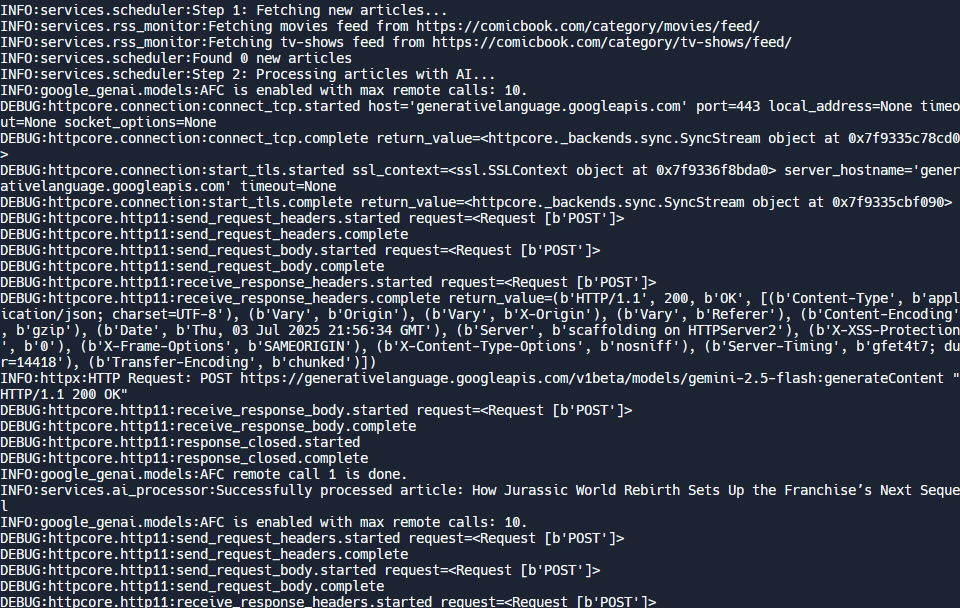 INFO:services.scheduler:Step 1: Fetching new articles...
INFO:services.rss_monitor:Fetching movies feed from https://comicbook.com/category/movies/feed/
INFO:services.rss_monitor:Fetching tv-shows feed from https://comicbook.com/category/tv-shows/feed/
INFO:services.scheduler:Found 0 new articles
INFO:services.scheduler:Step 2: Processing articles with AI...
INFO:google_genai.models:AFC is enabled with max remote calls: 10.
DEBUG:httpcore.connection:connect_tcp.started host='generativelanguage.googleapis.com' port=443 local_address=None timeo
ut=None socket_options=None
DEBUG:httpcore.connection:connect_tcp.complete return_value=<httpcore._backends.sync.SyncStream object at 0x7f9335c78cd0
>
DEBUG:httpcore.connection:start_tls.started ssl_context=<ssl.SSLContext object at 0x7f9336f8bda0> server_hostname='gener
ativelanguage.googleapis.com' timeout=None
DEBUG:httpcore.connection:start_tls.complete return_value=<httpcore._backends.sync.SyncStream object at 0x7f9335cbf090>
DEBUG:httpcore.http11:send_request_headers.started request=<Request [b'POST']>
DEBUG:httpcore.http11:send_request_headers.complete
DEBUG:httpcore.http11:send_request_body.started request=<Request [b'POST']>
DEBUG:httpcore.http11:send_request_body.complete
DEBUG:httpcore.http11:receive_response_headers.started request=<Request [b'POST']>
DEBUG:httpcore.http11:receive_response_headers.complete return_value=(b'HTTP/1.1', 200, b'OK', [(b'Content-Type', b'appl
ication/json; charset=UTF-8'), (b'Vary', b'Origin'), (b'Vary', b'X-Origin'), (b'Vary', b'Referer'), (b'Content-Encoding'
, b'gzip'), (b'Date', b'Thu, 03 Jul 2025 21:56:34 GMT'), (b'Server', b'scaffolding on HTTPServer2'), (b'X-XSS-Protection
', b'0'), (b'X-Frame-Options', b'SAMEORIGIN'), (b'X-Content-Type-Options', b'nosniff'), (b'Server-Timing', b'gfet4t7; du
r=14418'), (b'Transfer-Encoding', b'chunked')])
INFO:httpx:HTTP Request: POST https://generativelanguage.googleapis.com/v1beta/models/gemini-2.5-flash:generateContent "
HTTP/1.1 200 OK"
DEBUG:httpcore.http11:receive_response_body.started request=<Request [b'POST']>
DEBUG:httpcore.http11:receive_response_body.complete
DEBUG:httpcore.http11:response_closed.started
DEBUG:httpcore.http11:response_closed.complete
INFO:google_genai.models:AFC remote call 1 is done.
INFO:services.ai_processor:Successfully processed article: How Jurassic World Rebirth Sets Up the Franchise’s Next Seque
l
INFO:google_genai.models:AFC is enabled with max remote calls: 10.
DEBUG:httpcore.http11:send_request_headers.started request=<Request [b'POST']>
DEBUG:httpcore.http11:send_request_headers.complete
DEBUG:httpcore.http11:send_request_body.started request=<Request [b'POST']>
DEBUG:httpcore.http11:send_request_body.complete
DEBUG:httpcore.http11:receive_response_headers.started request=<Request [b'POST']>